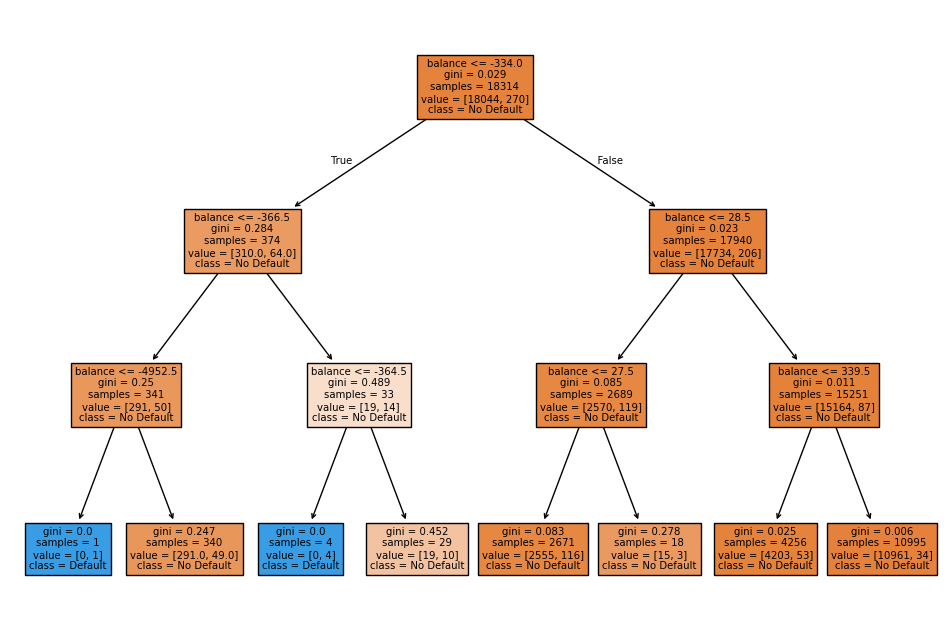 balance <= -334.0
gini = 0.029
samples = 18314
value = [18044, 270]
class = No Default
True
False
balance <= -366.5
gini = 0.284
samples = 374
value = [310.0, 64.0]
class = No Default
balance <= 28.5
gini = 0.023
samples = 17940
value = [17734, 206]
class = No Default
balance <= -4952.5
gini = 0.25
samples = 341
value = [291, 50]
class = No Default
balance <= -364.5
gini = 0.489
samples = 33
value = [19, 14]
class = No Default
balance <= 27.5
gini = 0.085
samples = 2689
value = [2570, 119]
class = No Default
balance <= 339.5
gini = 0.011
samples = 15251
value = [15164, 87]
class = No Default
gini = 0.0
samples = 1
value = [0, 1]
class = Default
gini = 0.247
samples = 340
value = [291.0, 49.0]
class = No Default
gini = 0.0
samples = 4
value = [0, 4]
class = Default
gini = 0.452
samples = 29
value = [19, 10]
class = No Default
gini = 0.083
samples = 2671
value = [2555, 116]
class = No Default
gini = 0.278
samples = 18
value = [15, 3]
class = No Default
gini = 0.025
samples = 4256
value = [4203, 53]
class = No Default
gini = 0.006
samples = 10995
value = [10961, 34]
class = No Default